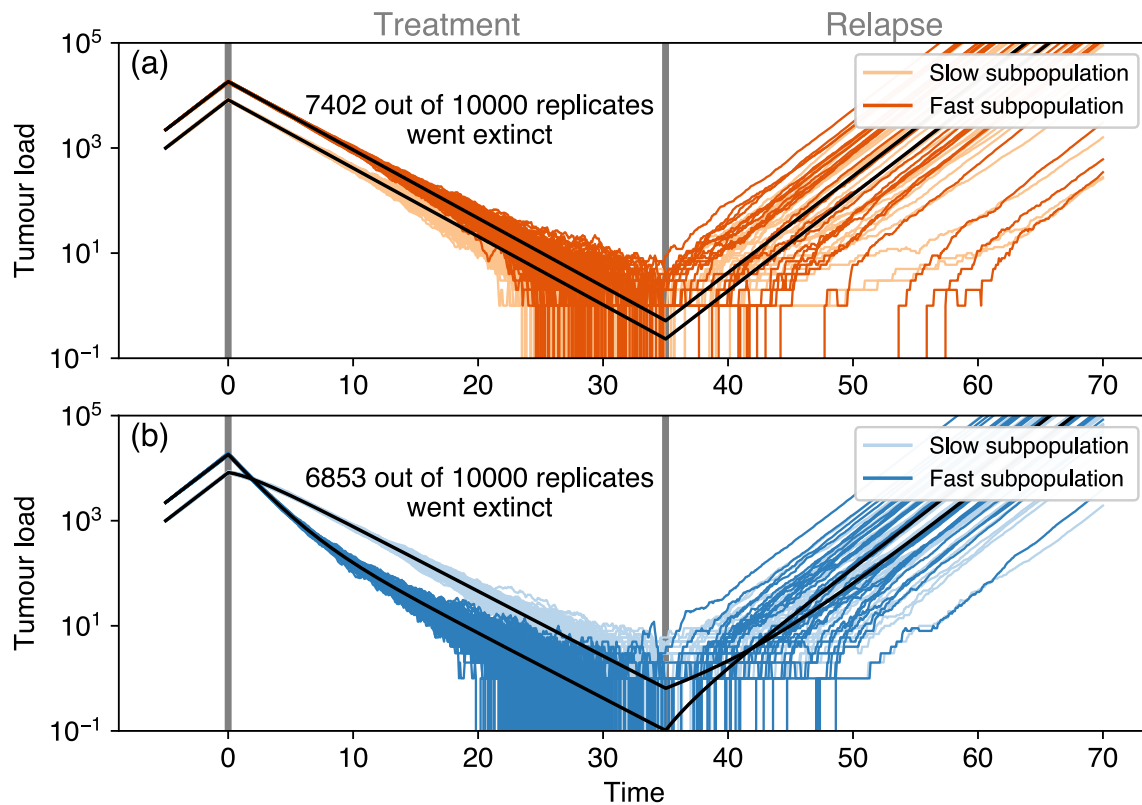 Treatment Relapse
(a)
7402 out of 10000 replicates
went extinct
Slow subpopulation
Fast subpopulation
Tumour load
10^5
10^3
10^1
10^-1
0 10 20 30 40 50 60 70
(b)
6853 out of 10000 replicates
went extinct
Slow subpopulation
Fast subpopulation
Tumour load
10^5
10^3
10^1
10^-1
0 10 20 30 40 50 60 70
Time